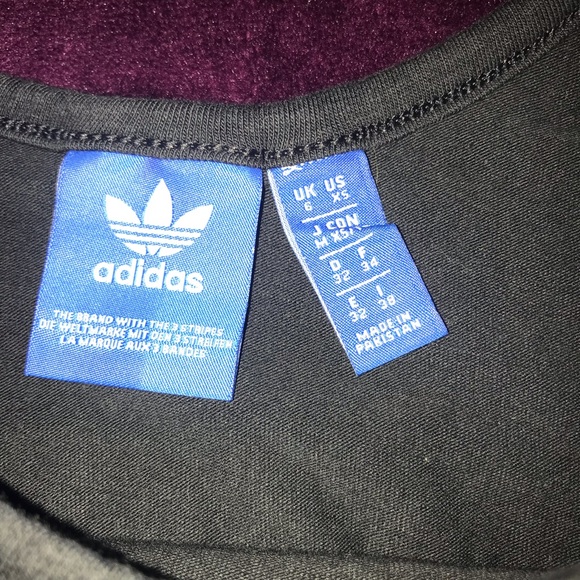 adidas
THE BRAND WITH THE 3 STRIPES
DIE WELTMARKE MIT DEN 3 STREIFEN
LA MARQUE AUX 3 BANDES
UK US
6 XS
J CDN
M XS
D F
32 34
E I
32 38
MADE IN
PAKISTAN